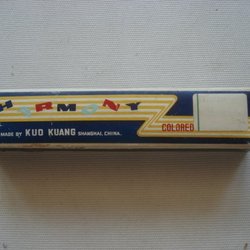 HARMONY
MADE BY KUO KUANG SHANGHAI, CHINA.
COLORED